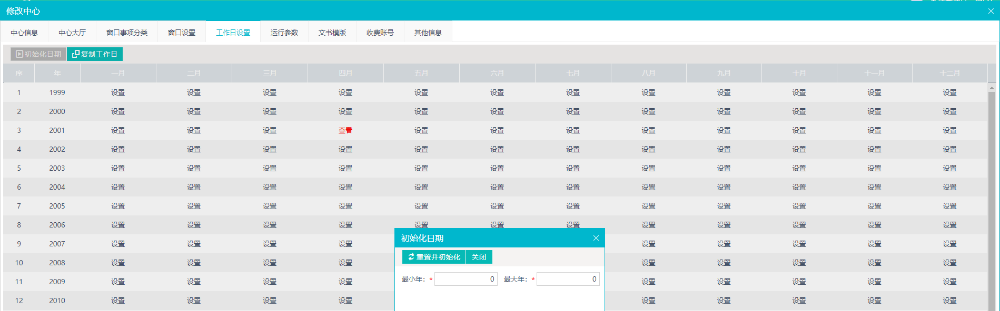 修改中心
中心信息 中心大厅 窗口事项分类 窗口设置 工作日设置 运行参数 文书模版 收费账号 其他信息
初始化日期 复制工作日
序 年 一月 二月 三月 四月 五月 六月 七月 八月 九月 十月 十一月 十二月
1 1999 设置 设置 设置 设置 设置 设置 设置 设置 设置 设置 设置 设置
2 2000 设置 设置 设置 设置 设置 设置 设置 设置 设置 设置 设置 设置
3 2001 设置 设置 设置 查看 设置 设置 设置 设置 设置 设置 设置 设置
4 2002 设置 设置 设置 设置 设置 设置 设置 设置 设置 设置 设置 设置
5 2003 设置 设置 设置 设置 设置 设置 设置 设置 设置 设置 设置 设置
6 2004 设置 设置 设置 设置 设置 设置 设置 设置 设置 设置 设置 设置
7 2005 设置 设置 设置 设置 设置 设置 设置 设置 设置 设置 设置 设置
8 2006 设置 设置 设置 设置 设置 设置 设置 设置 设置 设置 设置 设置
9 2007 设置 设置 设置 设置 设置 设置 设置 设置 设置
10 2008 设置 设置 设置 设置 设置 设置 设置 设置 设置
11 2009 设置 设置 设置 设置 设置 设置 设置 设置 设置
12 2010 设置 设置 设置 设置 设置 设置 设置 设置 设置
初始化日期
重置并初始化 关闭
最小年：* 0 最大年：* 0